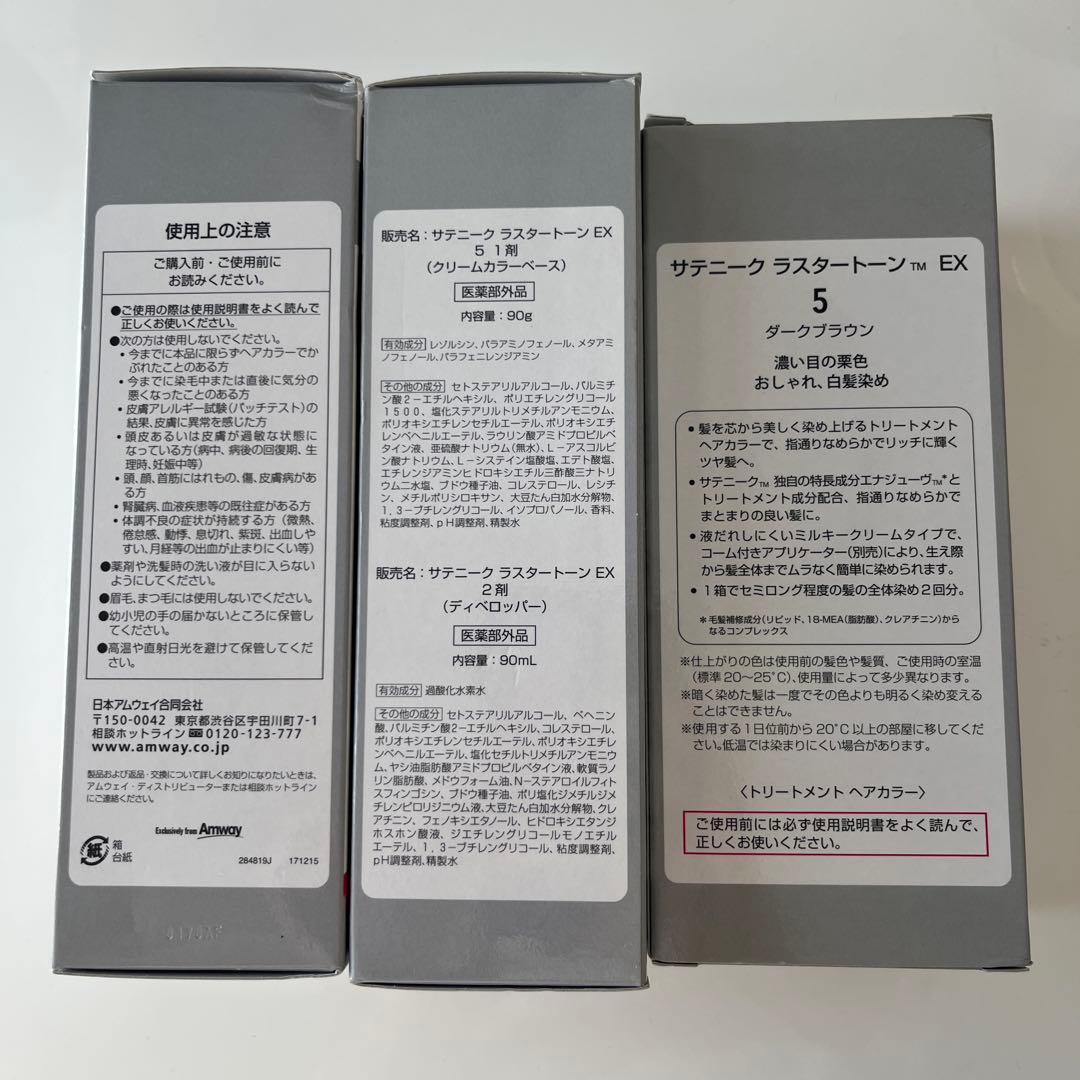 使用上の注意
ご購入前・ご使用前に
お読みください。
●ご使用の際は使用説明書をよく読んで
正しくお使いください。
●次の方は使用しないでください。
・今までに本品に限らずヘアカラーでか
ぶれたことのある方
・今までに染毛中または直後に気分の
悪くなったことのある方
・皮膚アレルギー試験(パッチテスト)の
結果、皮膚に異常を感じた方
・頭皮あるいは皮膚が過敏な状態に
なっている方(病中、病後の回復期、生
理時、妊娠中等)
・頭、顔、首筋にはれもの、傷、皮膚病があ
る方
・腎臓病、血液疾患等の既往症がある方
・体調不良の症状が持続する方(微熱、
倦怠感、動悸、息切れ、紫斑、出血しや
すい、月経等の出血が止まりにくい等)
●薬剤や洗髪時の洗い液が目に入らない
ようにしてください。
●眉毛、まつ毛には使用しないでください。
●幼小児の手の届かないところに保管し
てください。
●高温や直射日光を避けて保管してくだ
さい。
日本アムウェイ合同会社
〒150-0042 東京都渋谷区宇田川町7-1
相談ホットライン 0120-123-777
www.amway.co.jp
製品および返品・交換について詳しくお知りになりたいときは、
アムウェイ・ディストリビューターまたは相談ホットライン
にご連絡ください。
Exclusively from Amway
紙 箱
台紙
284819J 171215
販売名:サテニーク ラスタートーン EX
5 1剤
(クリームカラーベース)
医薬部外品
内容量:90g
有効成分 レゾルシン、パラアミノフェノール、メタアミ
ノフェノール、パラフェニレンジアミン
その他の成分 セトステアリルアルコール、パルミチ
ン酸2-エチルヘキシル、ポリエチレングリコール
1500、塩化ステアリルトリメチルアンモニウム、
ポリオキシエチレンセチルエーテル、ポリオキシエチ
レンベヘニルエーテル、ラウリン酸アミドプロピルベ
タイン液、亜硫酸ナトリウム(無水)、L-アスコルビ
ン酸ナトリウム、L-システイン塩酸塩、エデト酸塩、
エチレンジアミンヒドロキシエチル三酢酸三ナトリ
ウム二水塩、ブドウ種子油、コレステロール、レシチ
ン、メチルポリシロキサン、大豆たん白加水分解物、
1,3-ブチレングリコール、イソプロパノール、香料、
粘度調整剤、pH調整剤、精製水
販売名:サテニーク ラスタートーン EX
2剤
(ディベロッパー)
医薬部外品
内容量:90mL
有効成分 過酸化水素水
その他の成分 セトステアリルアルコール、ベヘニン
酸、パルミチン酸2-エチルヘキシル、コレステロール、
ポリオキシエチレンセチルエーテル、ポリオキシエチレ
ンベヘニルエーテル、塩化セチルトリメチルアンモニウ
ム、ヤシ油脂肪酸アミドプロピルベタイン液、軟質ラノ
リン脂肪酸、メドウフォーム油、N-ステアロイルフィト
スフィンゴシン、ブドウ種子油、ポリ塩化ジメチルジメ
チレンピロリジニウム液、大豆たん白加水分解物、クレ
アチニン、フェノキシエタノール、ヒドロキシエタンジ
ホスホン酸液、ジエチレングリコールモノエチルエ
ーテル、1,3-ブチレングリコール、粘度調整剤、
pH調整剤、精製水
サテニーク ラスタートーン™ EX
5
ダークブラウン
濃い目の栗色
おしゃれ、白髪染め
・髪を芯から美しく染め上げるトリートメント
ヘアカラーで、指通りなめらかでリッチに輝く
ツヤ髪へ。
・サテニーク™ 独自の特長成分エナジューヴ™*と
トリートメント成分配合、指通りなめらかで
まとまりの良い髪に。
・液だれしにくいミルキークリームタイプで、
コーム付きアプリケーター(別売)により、生え際
から髪全体までムラなく簡単に染められます。
・1箱でセミロング程度の髪の全体染め2回分。
*毛髪補修成分(リピッド、18-MEA(脂肪酸)、クレアチニン)から
なるコンプレックス
※仕上がりの色は使用前の髪色や髪質、ご使用時の室温
(標準20~25℃)、使用量によって多少異なります。
※暗く染めた髪は一度でその色よりも明るく染め変える
ことはできません。
※使用する1日位前から20℃以上の部屋に移してくだ
さい。低温では染まりにくい場合があります。
〈トリートメント ヘアカラー〉
ご使用前には必ず使用説明書をよく読んで、
正しくお使いください。